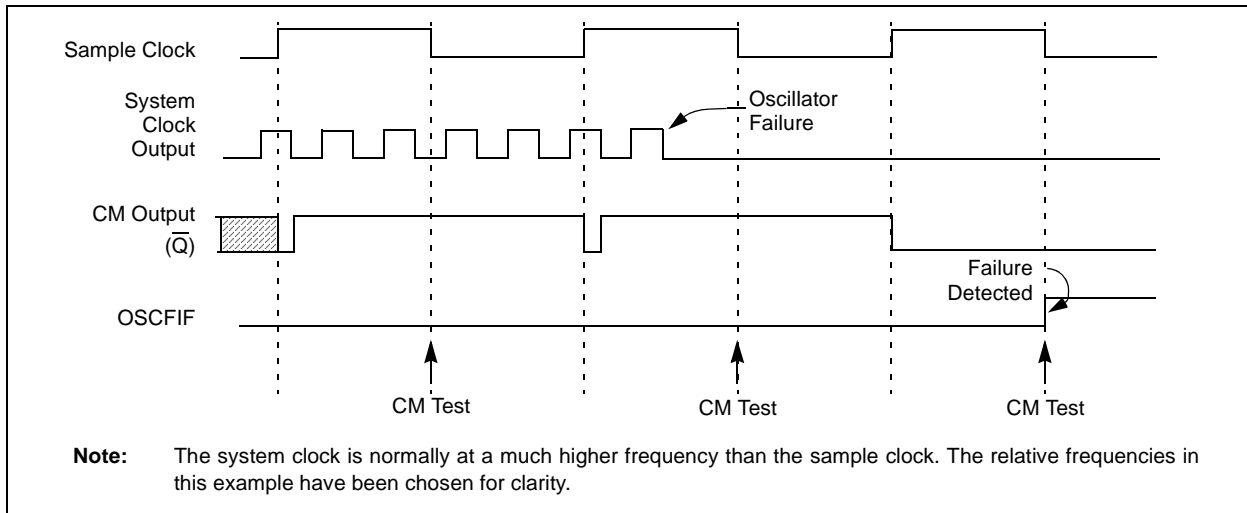 Sample Clock
System
Clock
Output
Oscillator
Failure
CM Output
(Q̅)
Failure
Detected
OSCFIF
CM Test
CM Test
CM Test
Note: The system clock is normally at a much higher frequency than the sample clock. The relative frequencies in
this example have been chosen for clarity.